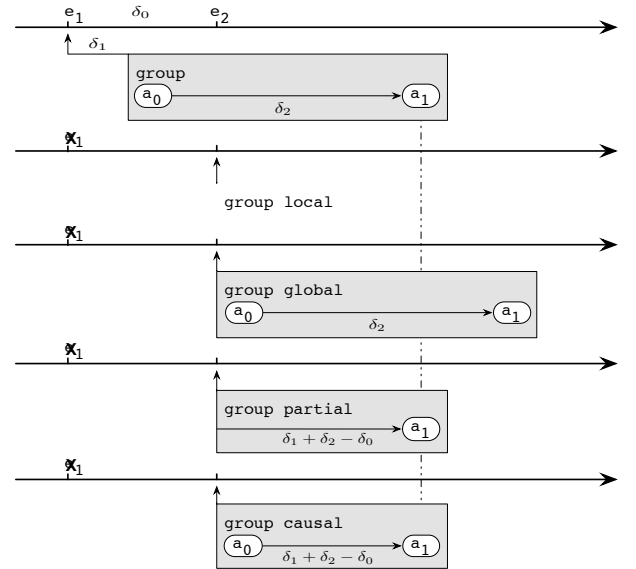 e₁ δ₀ e₂
δ₁
group
a₀ a₁
δ₂
e₁
group local
e₁
group global
a₀ a₁
δ₂
e₁
group partial
a₁
δ₁ + δ₂ − δ₀
e₁
group causal
a₀ a₁
δ₁ + δ₂ − δ₀